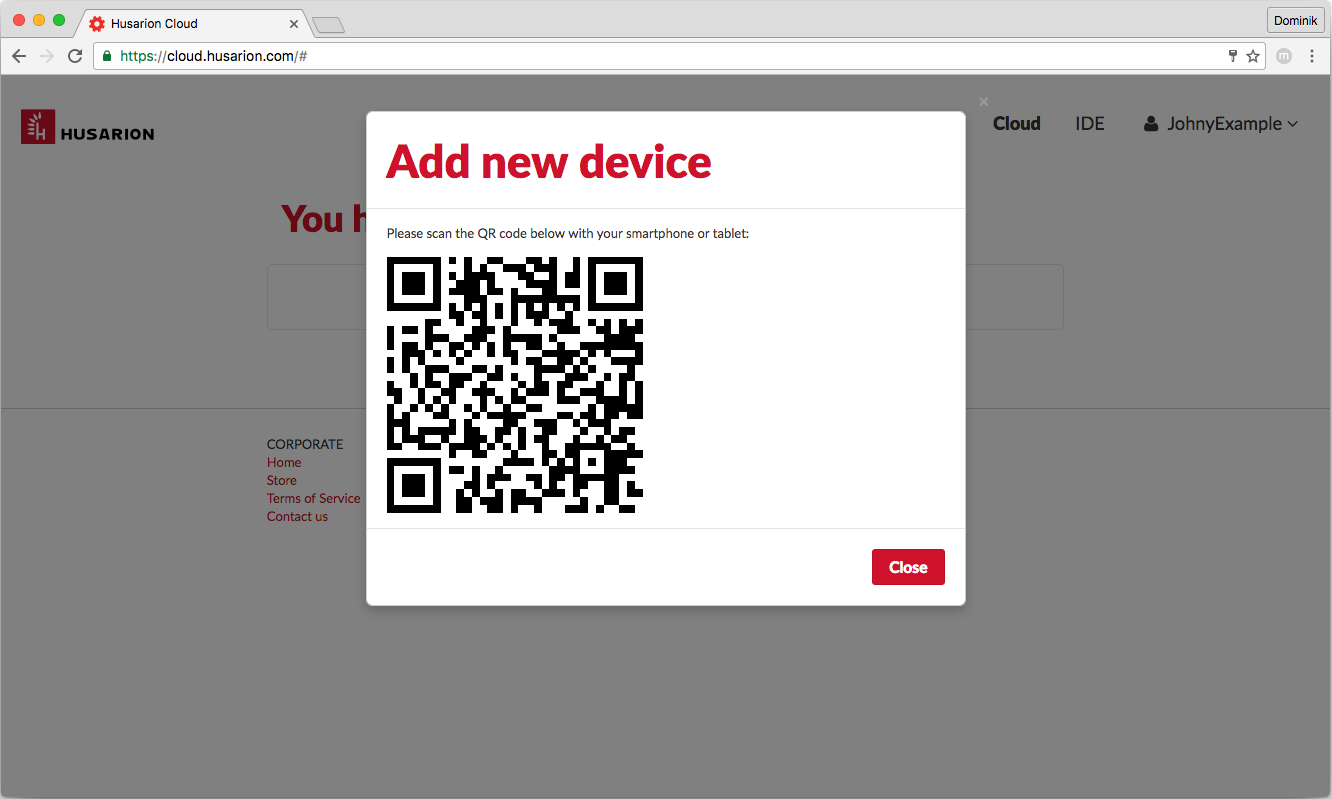 Husarion Cloud
Dominik
https://cloud.husarion.com/#
m
HUSARION
Cloud
IDE
JohnyExample
Add new device
You h
Please scan the QR code below with your smartphone or tablet:
CORPORATE
Home
Store
Terms of Service
Contact us
Close